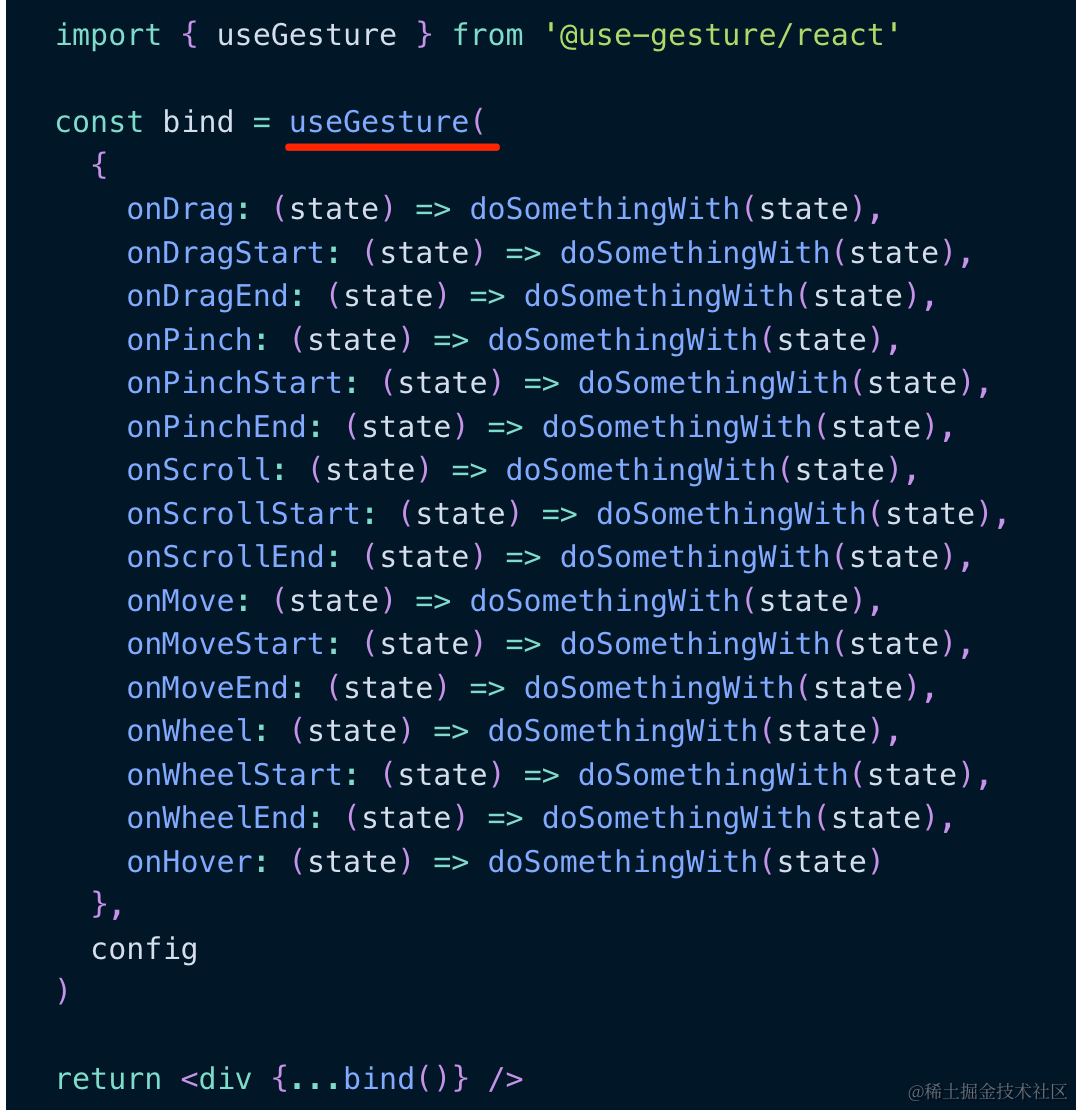 import { useGesture } from '@use-gesture/react'
const bind = useGesture(
{
onDrag: (state) => doSomethingWith(state),
onDragStart: (state) => doSomethingWith(state),
onDragEnd: (state) => doSomethingWith(state),
onPinch: (state) => doSomethingWith(state),
onPinchStart: (state) => doSomethingWith(state),
onPinchEnd: (state) => doSomethingWith(state),
onScroll: (state) => doSomethingWith(state),
onScrollStart: (state) => doSomethingWith(state),
onScrollEnd: (state) => doSomethingWith(state),
onMove: (state) => doSomethingWith(state),
onMoveStart: (state) => doSomethingWith(state),
onMoveEnd: (state) => doSomethingWith(state),
onWheel: (state) => doSomethingWith(state),
onWheelStart: (state) => doSomethingWith(state),
onWheelEnd: (state) => doSomethingWith(state),
onHover: (state) => doSomethingWith(state)
},
config
)
return <div {...bind()} />
@稀土掘金技术社区